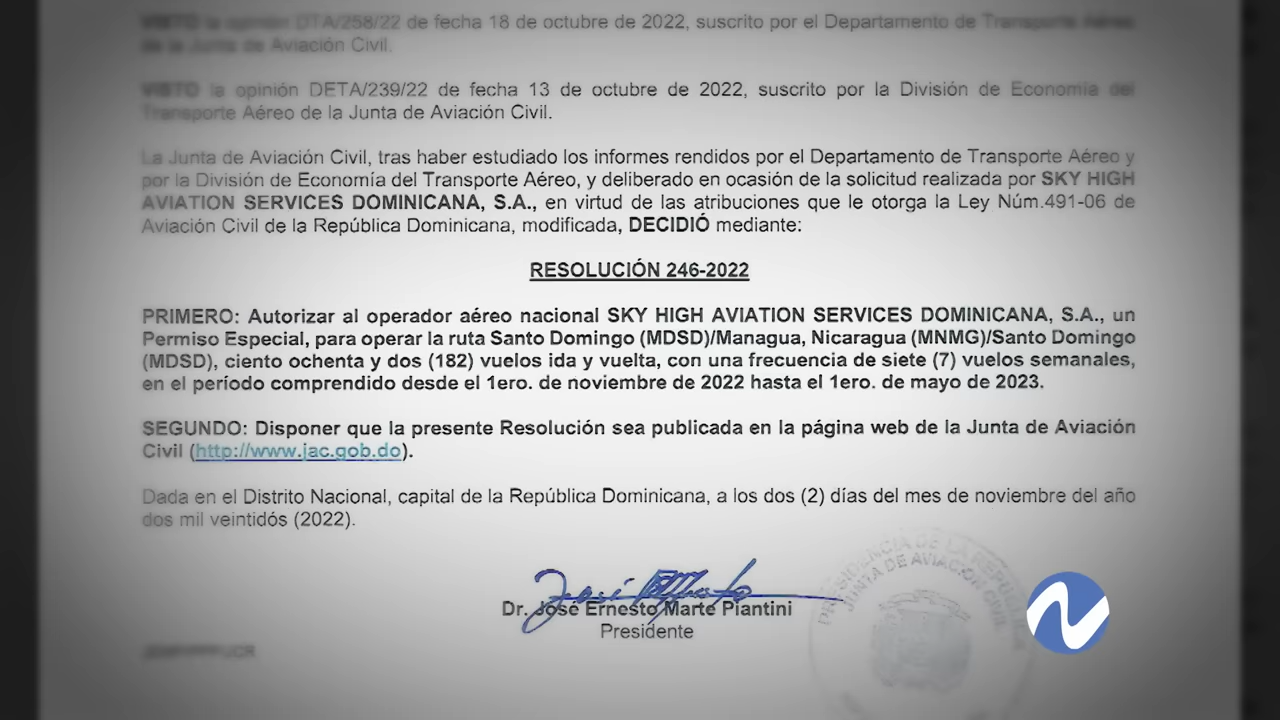 VISTO la opinión DTA/258/22 de fecha 18 de octubre de 2022, suscrito por el Departamento de Transporte Aéreo
de la Junta de Aviación Civil.
VISTO la opinión DETA/239/22 de fecha 13 de octubre de 2022, suscrito por la División de Economía del
Transporte Aéreo de la Junta de Aviación Civil.
La Junta de Aviación Civil, tras haber estudiado los informes rendidos por el Departamento de Transporte Aéreo y
por la División de Economía del Transporte Aéreo, y deliberado en ocasión de la solicitud realizada por SKY HIGH
AVIATION SERVICES DOMINICANA, S.A., en virtud de las atribuciones que le otorga la Ley Núm.491-06 de
Aviación Civil de la República Dominicana, modificada, DECIDIÓ mediante:
RESOLUCIÓN 246-2022
PRIMERO: Autorizar al operador aéreo nacional SKY HIGH AVIATION SERVICES DOMINICANA, S.A., un
Permiso Especial, para operar la ruta Santo Domingo (MDSD)/Managua, Nicaragua (MNMG)/Santo Domingo
(MDSD), ciento ochenta y dos (182) vuelos ida y vuelta, con una frecuencia de siete (7) vuelos semanales,
en el período comprendido desde el 1ero. de noviembre de 2022 hasta el 1ero. de mayo de 2023.
SEGUNDO: Disponer que la presente Resolución sea publicada en la página web de la Junta de Aviación
Civil (http://www.jac.gob.do).
Dada en el Distrito Nacional, capital de la República Dominicana, a los dos (2) días del mes de noviembre del año
dos mil veintidós (2022).
Dr. José Ernesto Marte Piantini
Presidente
PRESIDENCIA DE LA REPÚBLICA
JUNTA DE AVIACIÓN CIVIL